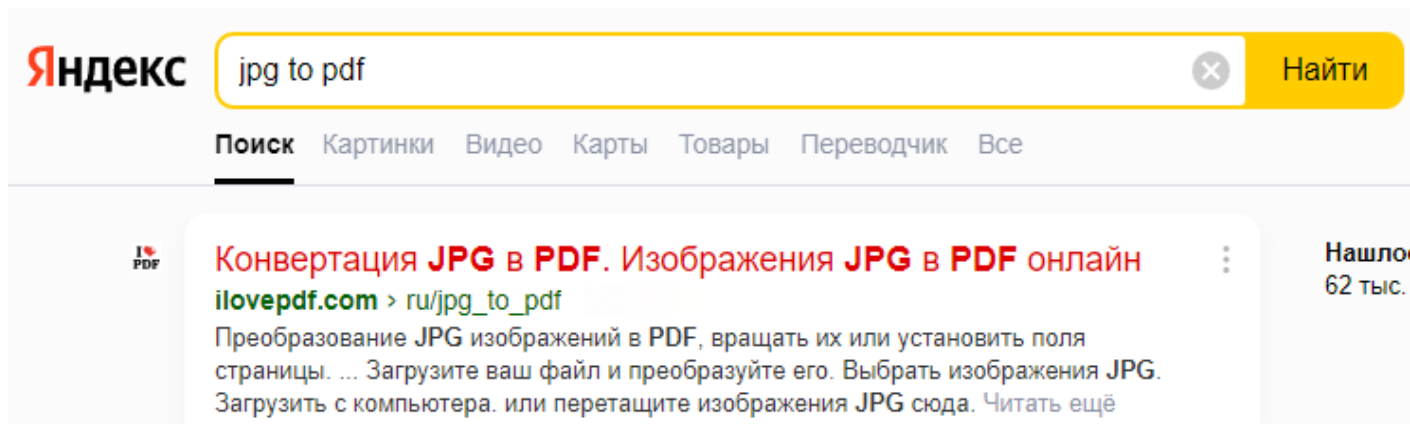 Яндекс
jpg to pdf
Найти
Поиск Картинки Видео Карты Товары Переводчик Все
I PDF
Конвертация JPG в PDF. Изображения JPG в PDF онлайн
ilovepdf.com › ru/jpg_to_pdf
Преобразование JPG изображений в PDF, вращать их или установить поля
страницы. ... Загрузите ваш файл и преобразуйте его. Выбрать изображения JPG.
Загрузить с компьютера. или перетащите изображения JPG сюда. Читать ещё
62 тыс.